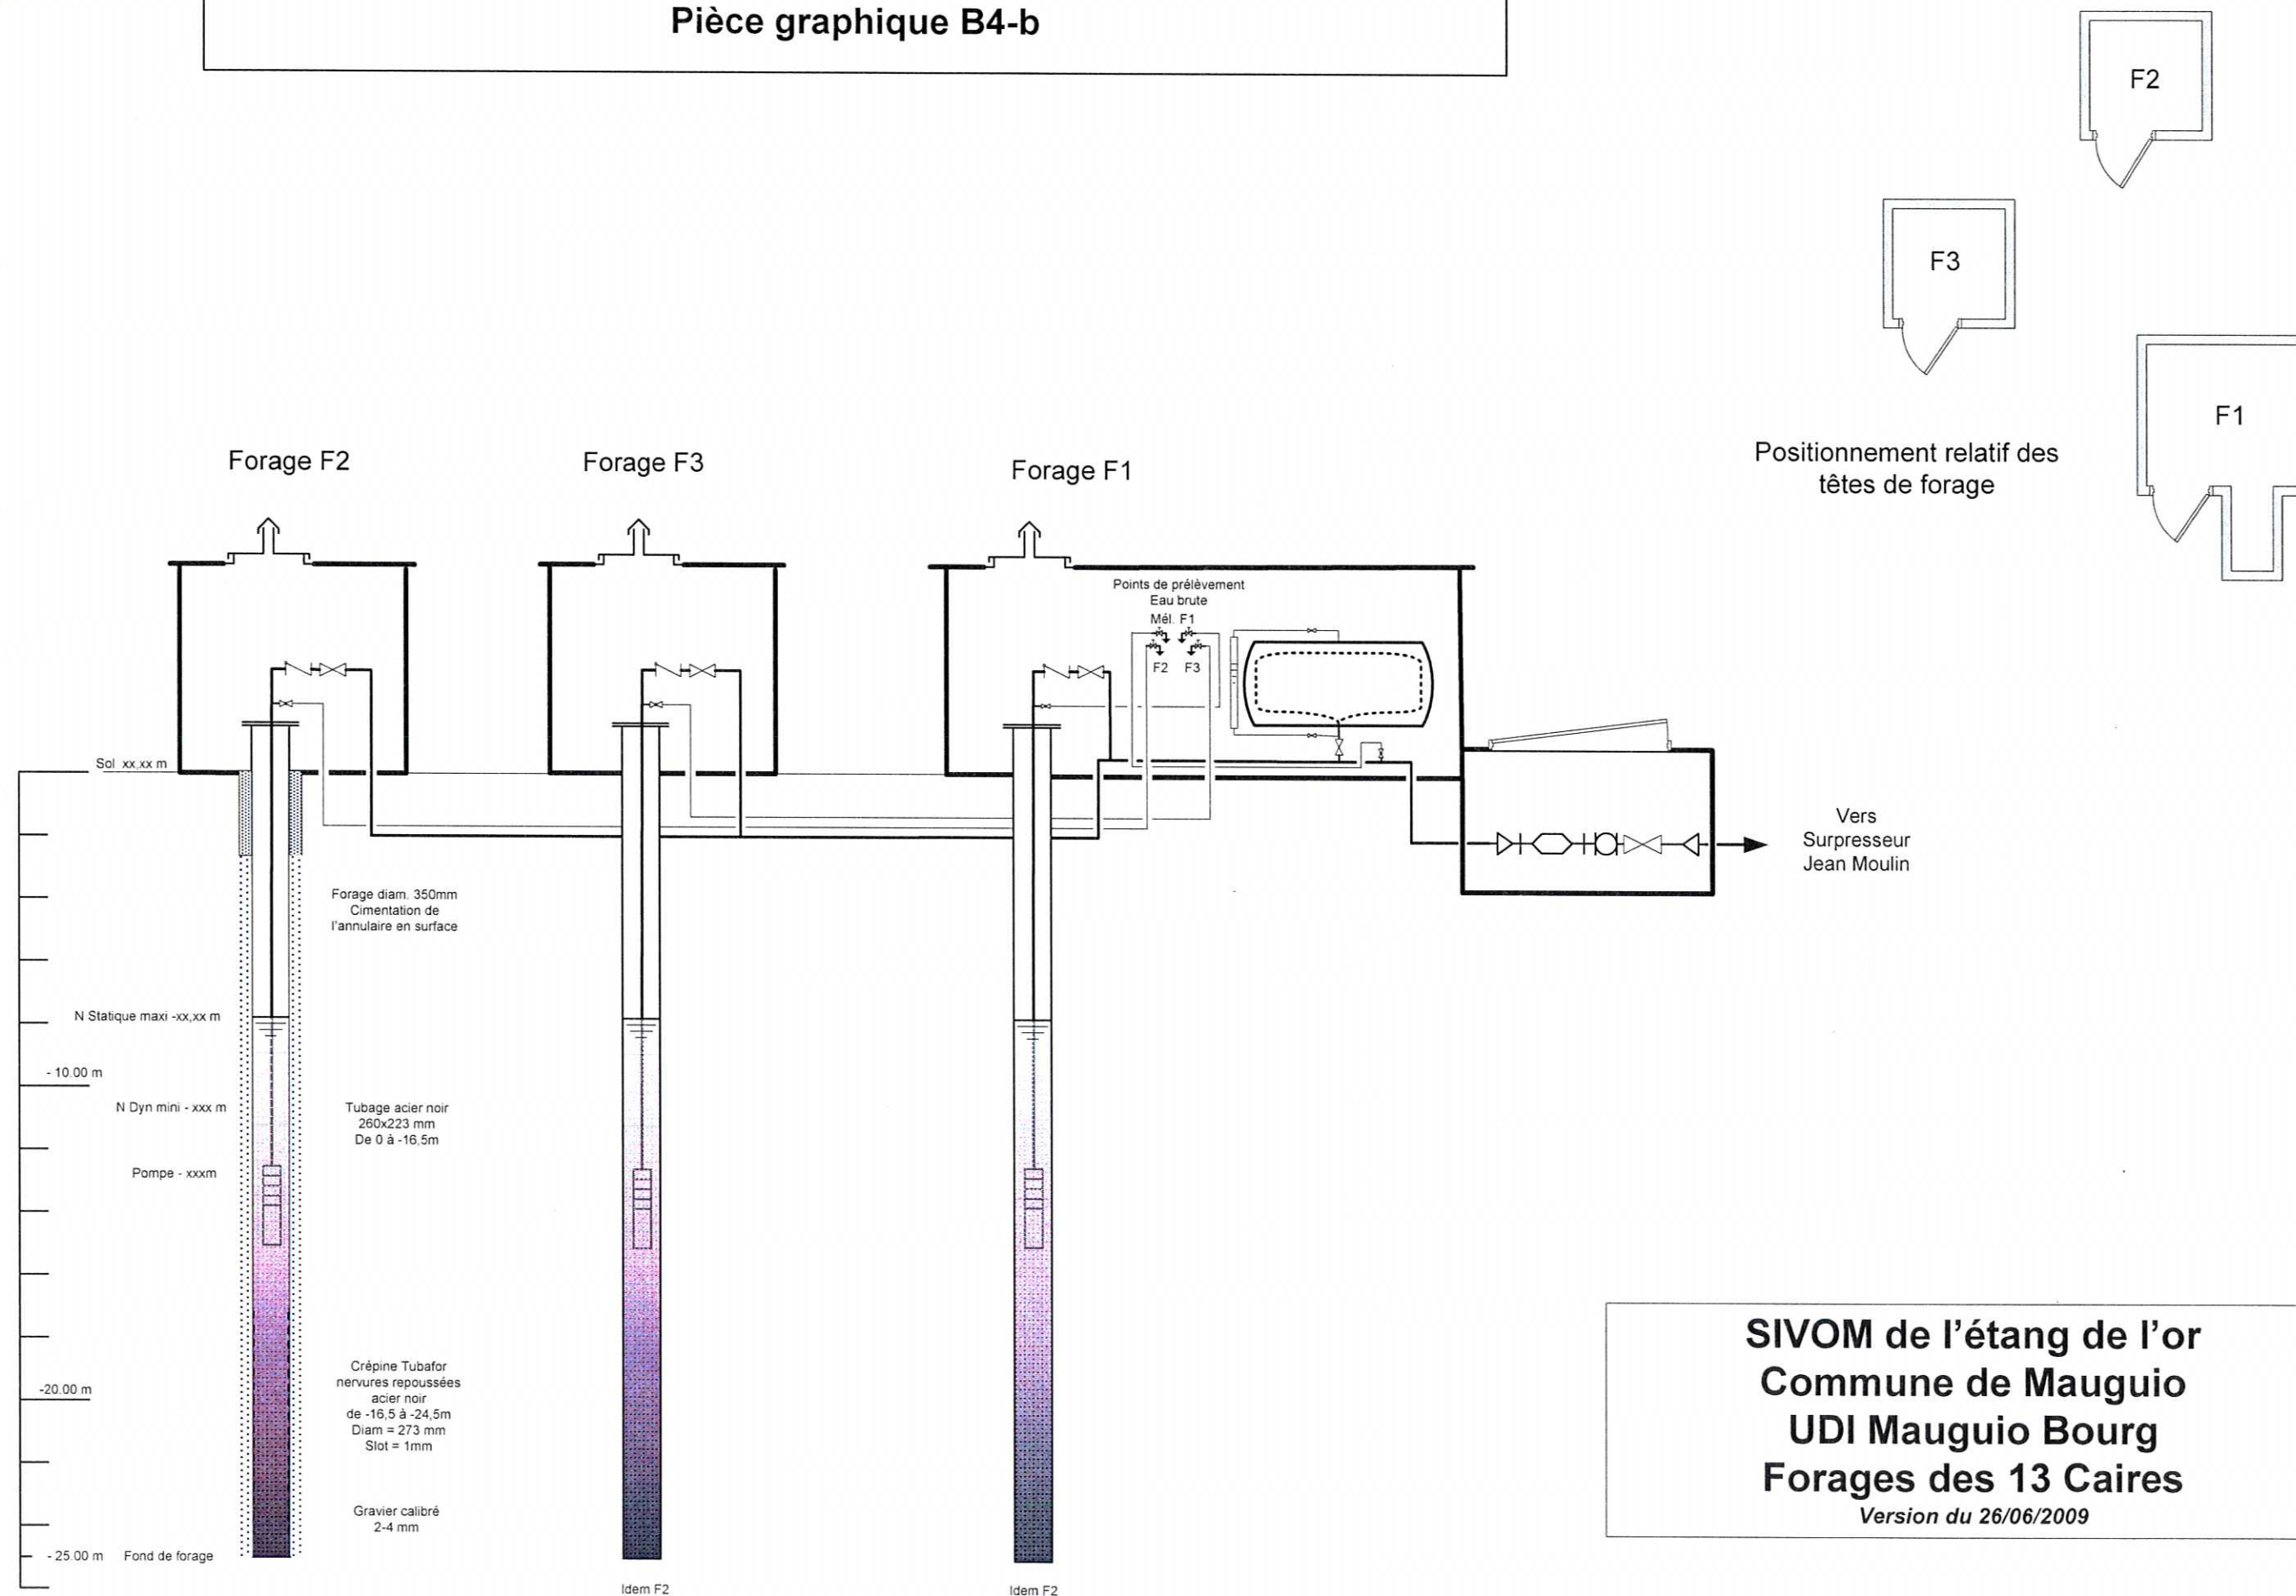 Pièce graphique B4-b
F2
F3
F1
Positionnement relatif des
têtes de forage
Forage F2
Forage F3
Forage F1
Points de prélèvement
Eau brute
Mél. F1
F2 F3
Sol xx,xx m
Vers
Surpresseur
Jean Moulin
Forage diam. 350mm
Cimentation de
l'annulaire en surface
N Statique maxi -xx,xx m
- 10.00 m
N Dyn mini - xxx m
Tubage acier noir
260x223 mm
De 0 à -16,5m
Pompe - xxxm
Crépine Tubafor
nervures repoussées
acier noir
de -16,5 à -24,5m
Diam = 273 mm
Slot = 1mm
-20.00 m
Gravier calibré
2-4 mm
- 25.00 m Fond de forage
Idem F2
Idem F2
SIVOM de l'étang de l'or
Commune de Mauguio
UDI Mauguio Bourg
Forages des 13 Caires
Version du 26/06/2009